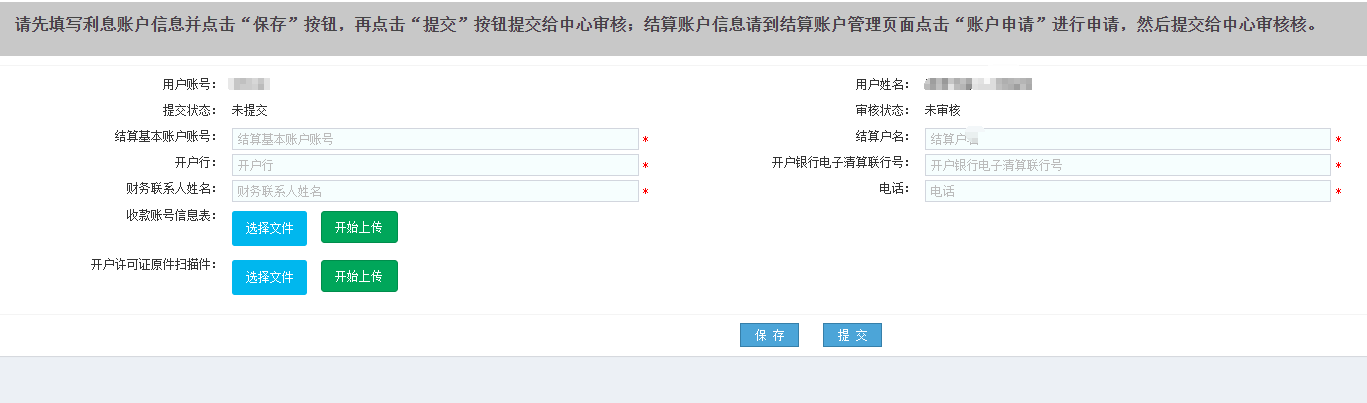 请先填写利息账户信息并点击“保存”按钮，再点击“提交”按钮提交给中心审核；结算账户信息请到结算账户管理页面点击“账户申请”进行申请，然后提交给中心审核核。
用户账号： 用户姓名：
提交状态： 未提交 审核状态： 未审核
结算基本账户账号： 结算基本账户账号 * 结算户名： 结算户 *
开户行： 开户行 * 开户银行电子清算联行号： 开户银行电子清算联行号 *
财务联系人姓名： 财务联系人姓名 * 电话： 电话 *
收款账号信息表： 选择文件 开始上传
开户许可证原件扫描件： 选择文件 开始上传
保 存 提 交